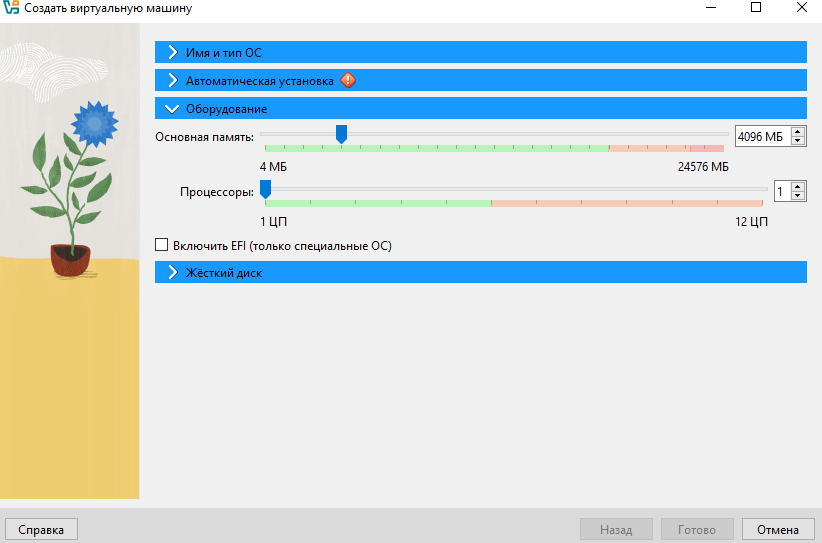 Создать виртуальную машину
Имя и тип ОС
Автоматическая установка
Оборудование
Основная память:
4096 МБ
4 МБ
24576 МБ
Процессоры:
1
1 ЦП
12 ЦП
Включить EFI (только специальные ОС)
Жёсткий диск
Справка
Назад
Готово
Отмена